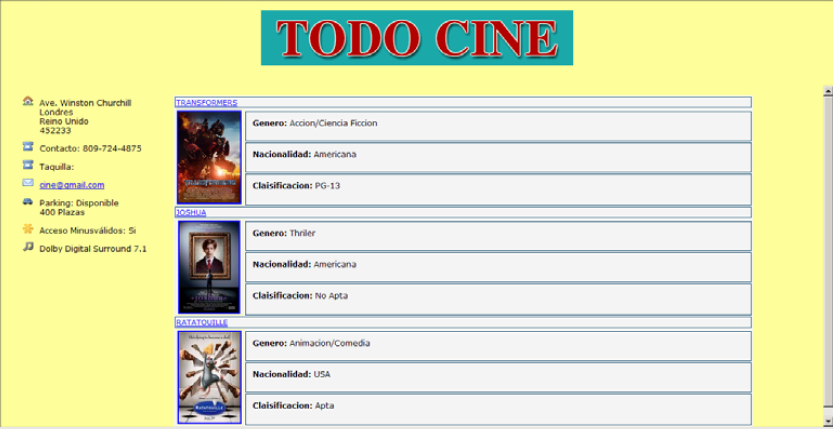 TODO CINE
Ave. Winston Churchill
Londres
Reino Unido
452233
Contacto: 809-724-4875
Taquilla:
cine@gmail.com
Parking: Disponible
400 Plazas
Acceso Minusválidos: Si
Dolby Digital Surround 7.1
TRANSFORMERS
Genero: Accion/Ciencia Ficcion
Nacionalidad: Americana
Claisificacion: PG-13
JOSHUA
Genero: Thriler
Nacionalidad: Americana
Claisificacion: No Apta
RATATOUILLE
Genero: Animacion/Comedia
Nacionalidad: USA
Claisificacion: Apta